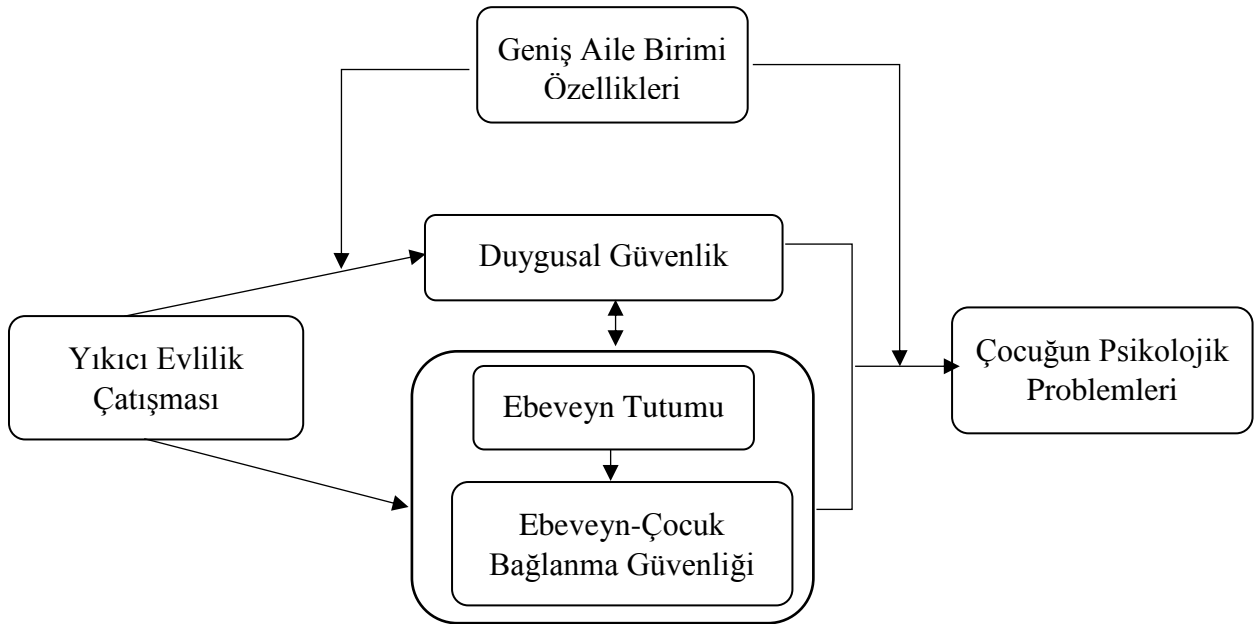 Geniş Aile Birimi
Özellikleri
Duygusal Güvenlik
Yıkıcı Evlilik
Çatışması
Ebeveyn Tutumu
Ebeveyn-Çocuk
Bağlanma Güvenliği
Çocuğun Psikolojik
Problemleri